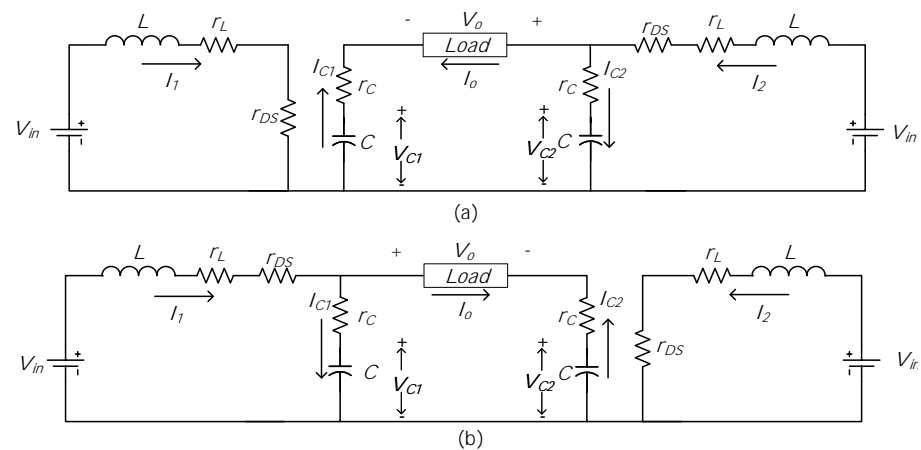 L r_L - V_o + r_DS r_L L
Load
I_1 I_C1 r_C I_o r_C I_C2 I_2
V_in + - r_DS C + V_C1 - + V_C2 - C + - V_in
(a)
L r_L r_DS + V_o - r_L L
Load
I_1 I_C1 r_C I_o r_C I_C2 I_2
V_in + - C + V_C1 - + V_C2 - C r_DS + - V_in
(b)